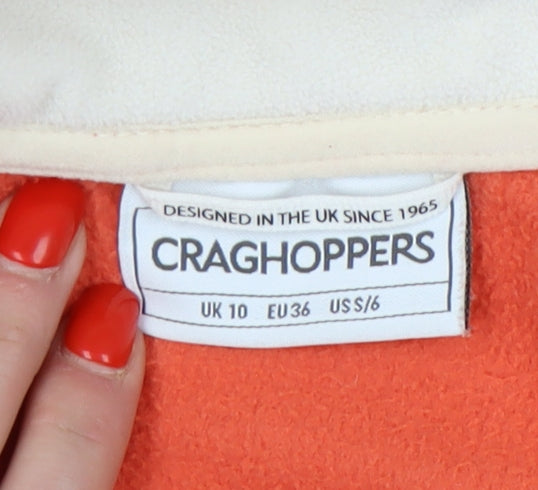 DESIGNED IN THE UK SINCE 1965
CRAGHOPPERS
UK 10 EU36 US S/6